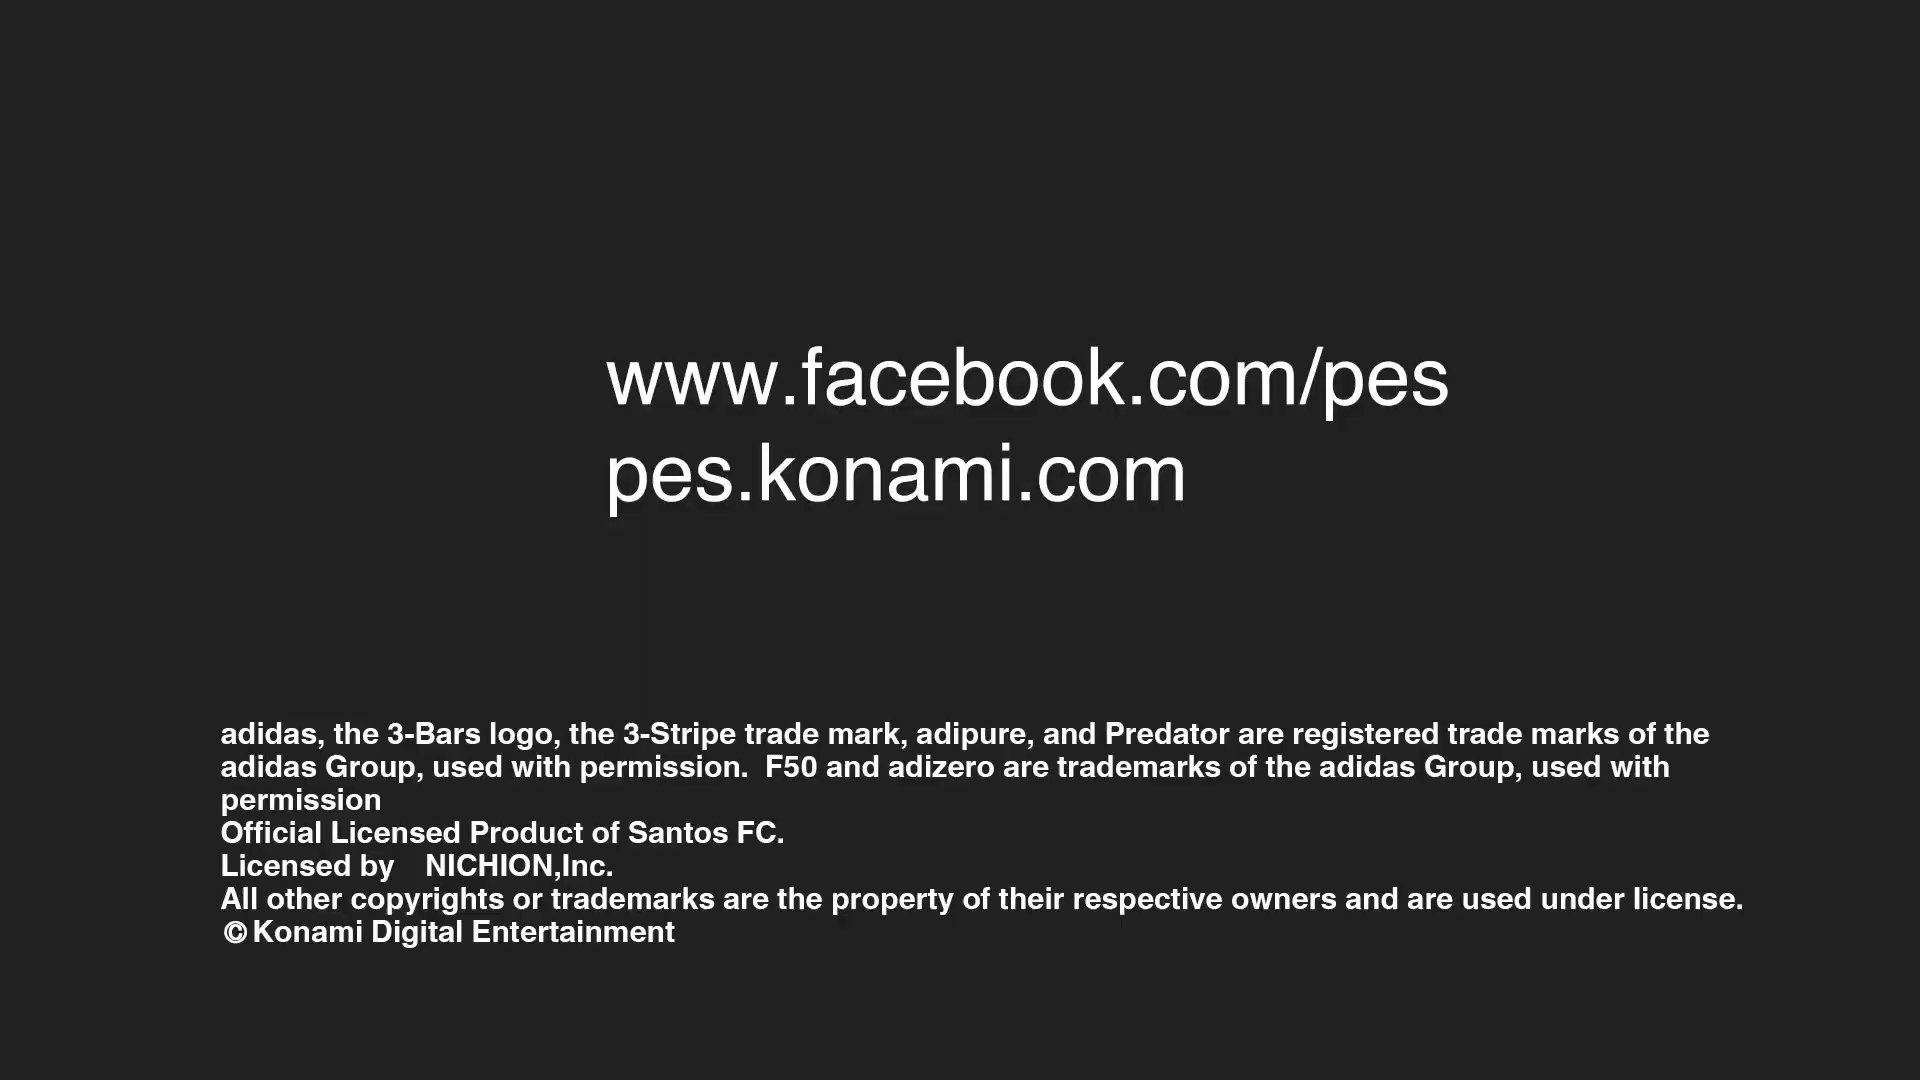 www.facebook.com/pes
pes.konami.com
adidas, the 3-Bars logo, the 3-Stripe trade mark, adipure, and Predator are registered trade marks of the
adidas Group, used with permission.  F50 and adizero are trademarks of the adidas Group, used with
permission
Official Licensed Product of Santos FC.
Licensed by    NICHION,Inc.
All other copyrights or trademarks are the property of their respective owners and are used under license.
©Konami Digital Entertainment